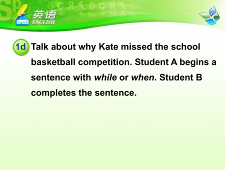 英语
1d Talk about why Kate missed the school
basketball competition. Student A begins a
sentence with while or when. Student B
completes the sentence.